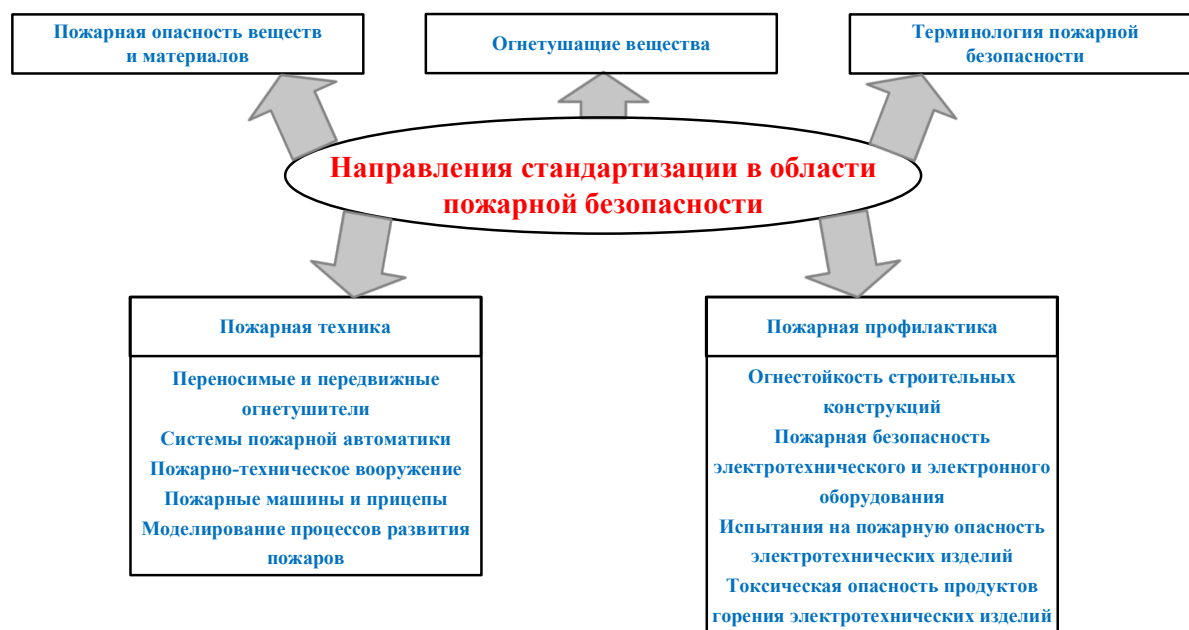 Пожарная опасность веществ
и материалов
Огнетушащие вещества
Терминология пожарной
безопасности
Направления стандартизации в области
пожарной безопасности
Пожарная техника
Переносимые и передвижные
огнетушители
Системы пожарной автоматики
Пожарно-техническое вооружение
Пожарные машины и прицепы
Моделирование процессов развития
пожаров
Пожарная профилактика
Огнестойкость строительных
конструкций
Пожарная безопасность
электротехнического и электронного
оборудования
Испытания на пожарную опасность
электротехнических изделий
Токсическая опасность продуктов
горения электротехнических изделий